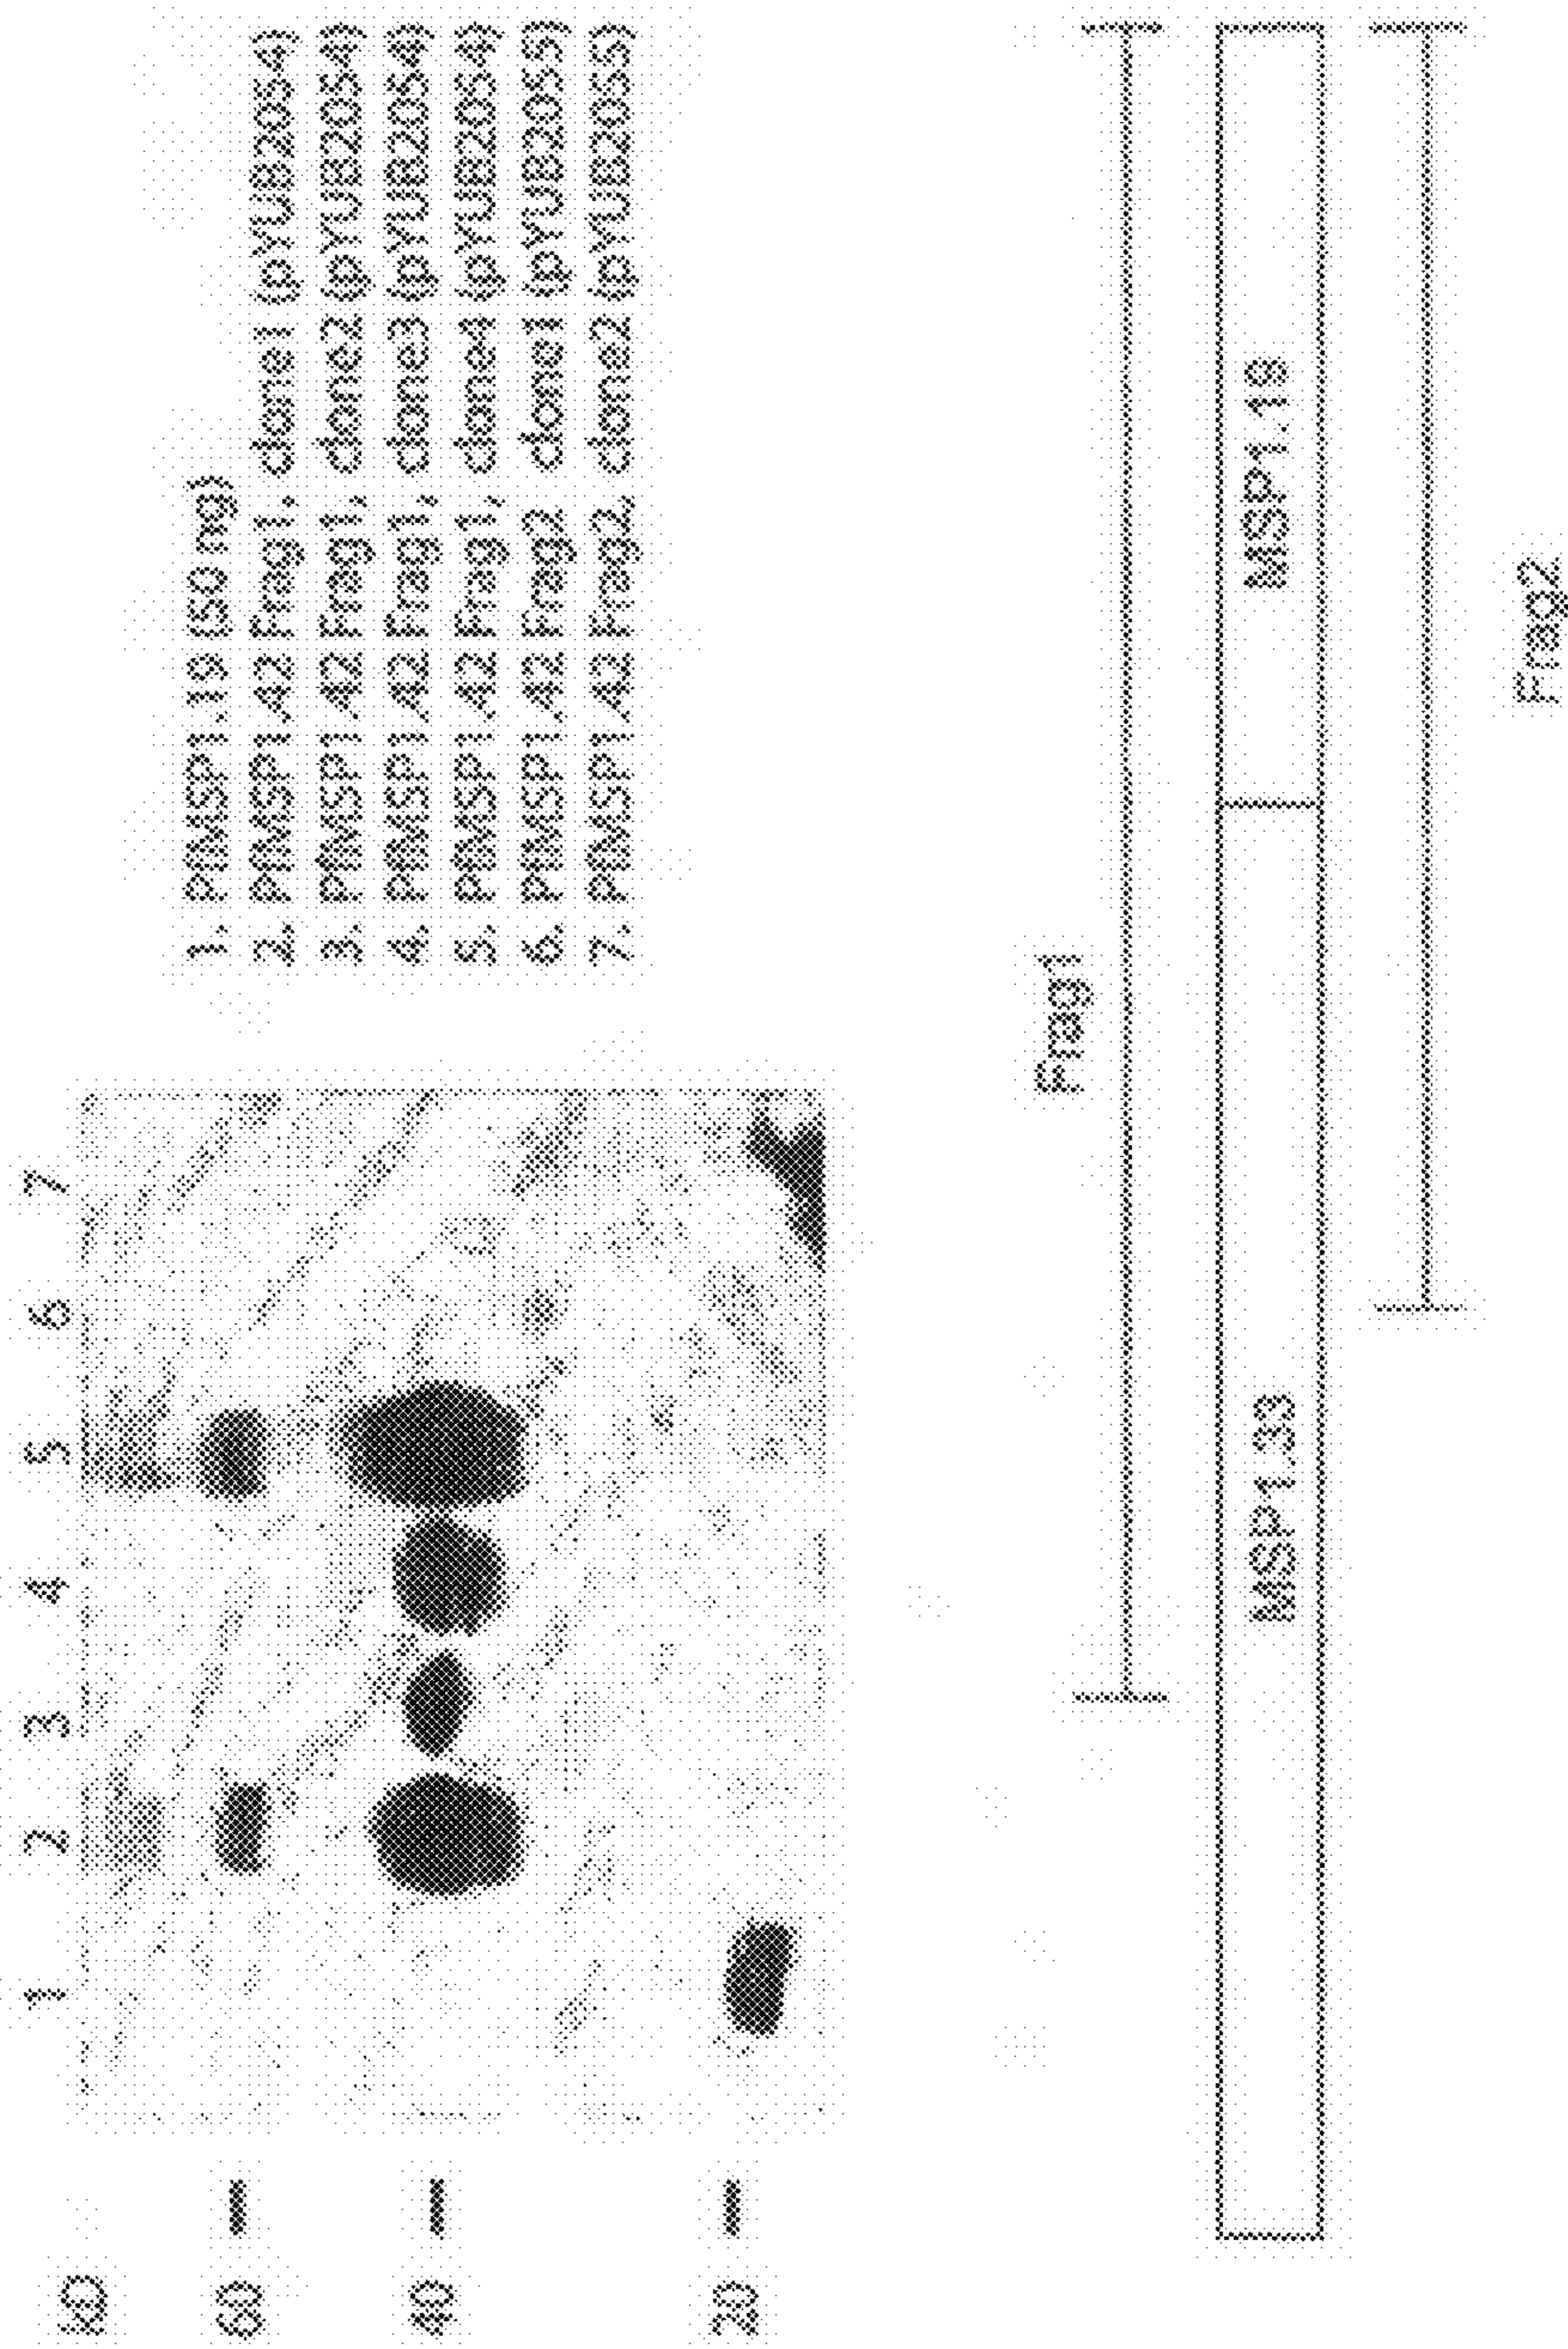 1 2 3 4 5 6 7
kD
60
40
20
1. PfMSP1.19 (50 ng)
2. PfMSP1.42 Frag1, clone1 (pYUB2054)
3. PfMSP1.42 Frag1, clone2 (pYUB2054)
4. PfMSP1.42 Frag1, clone3 (pYUB2054)
5. PfMSP1.42 Frag1, clone4 (pYUB2054)
6. PfMSP1.42 Frag2 clone1 (pYUB2055)
7. PfMSP1.42 Frag2, clone2 (pYUB2055)
Frag1
MSP1.33 MSP1.19
Frag2